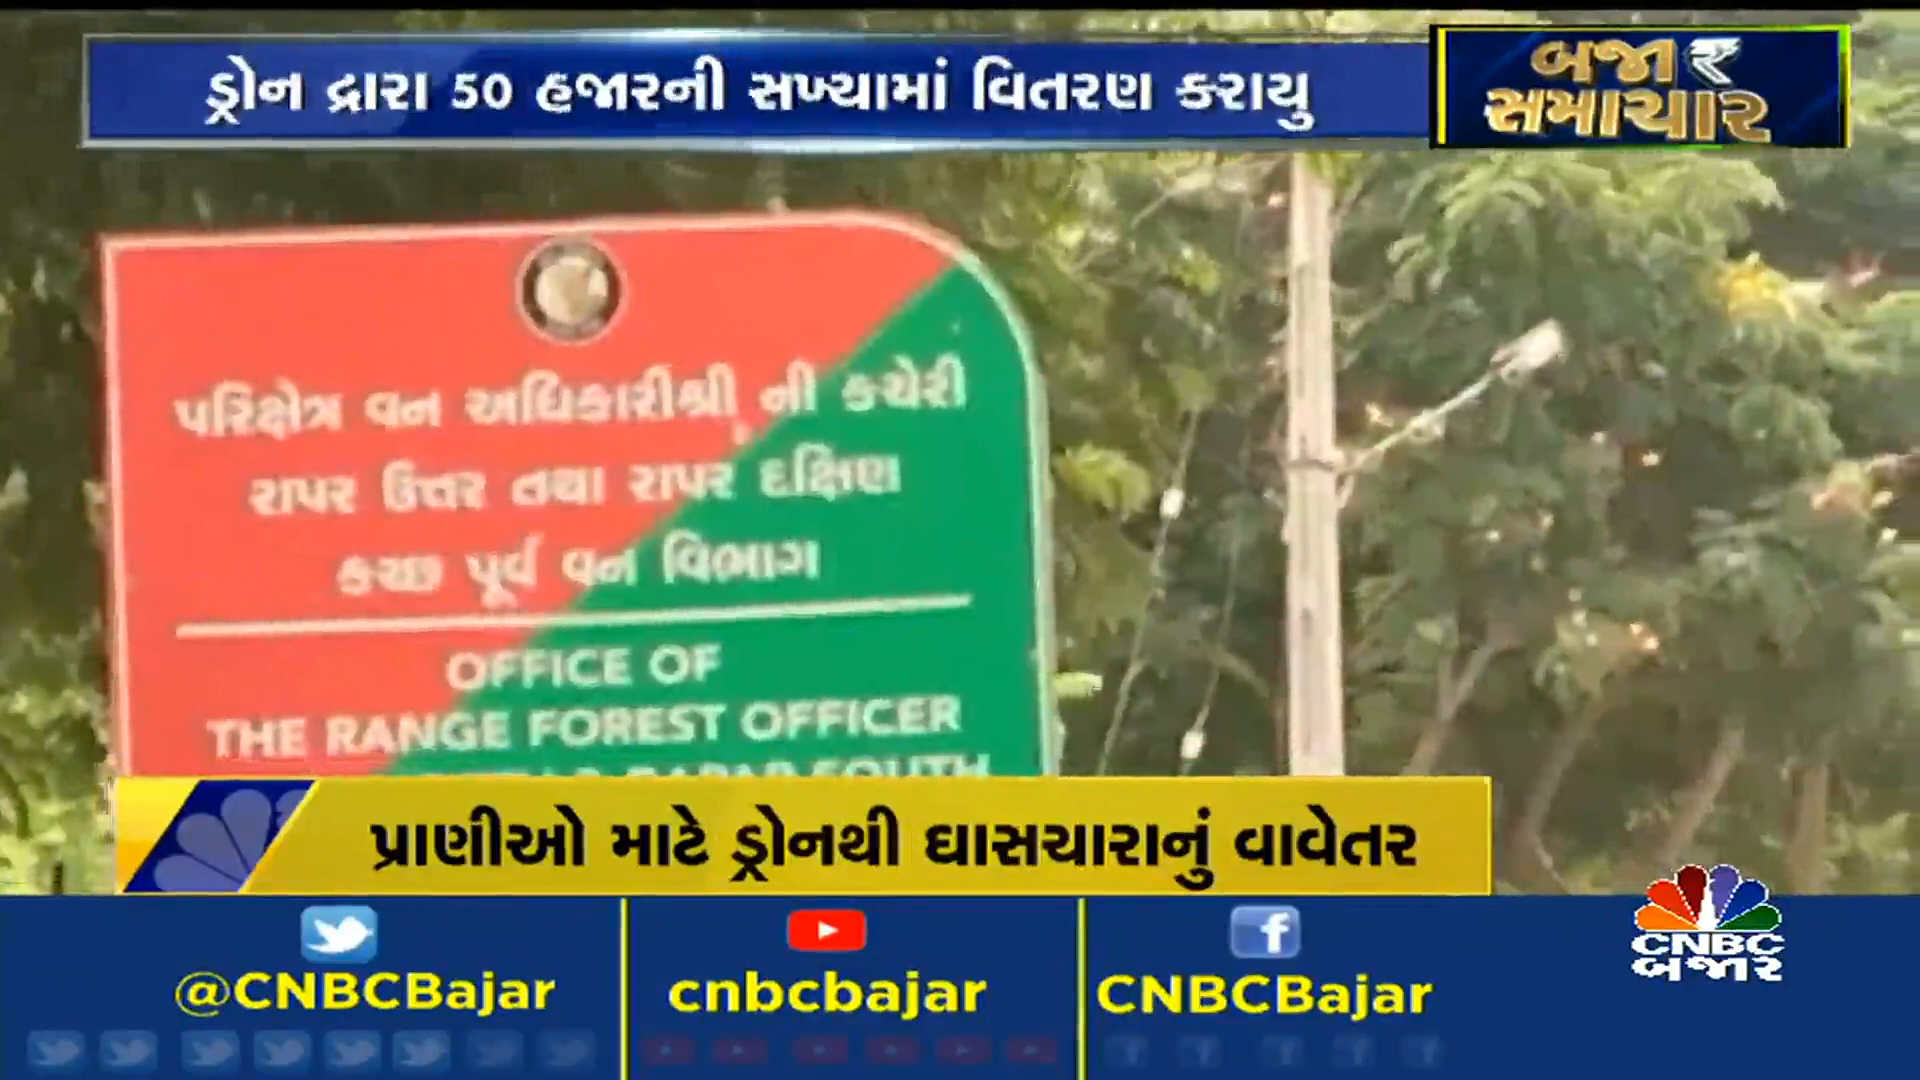 ડ્રોન દ્વારા 50 હજારની સખ્યામાં વિતરણ કરાયુ
બજાર
સમાચાર
પરિક્ષેત્ર વન અધિકારીશ્રી ની કચેરી
રાપર ઉત્તર તથા રાપર દક્ષિણ
કચ્છ પૂર્વ વન વિભાગ
OFFICE OF
THE RANGE FOREST OFFICER
SOUTH
પ્રાણીઓ માટે ડ્રોનથી ઘાસચારાનું વાવેતર
@CNBCBajar
cnbcbajar
CNBCBajar
CNBC
બજાર